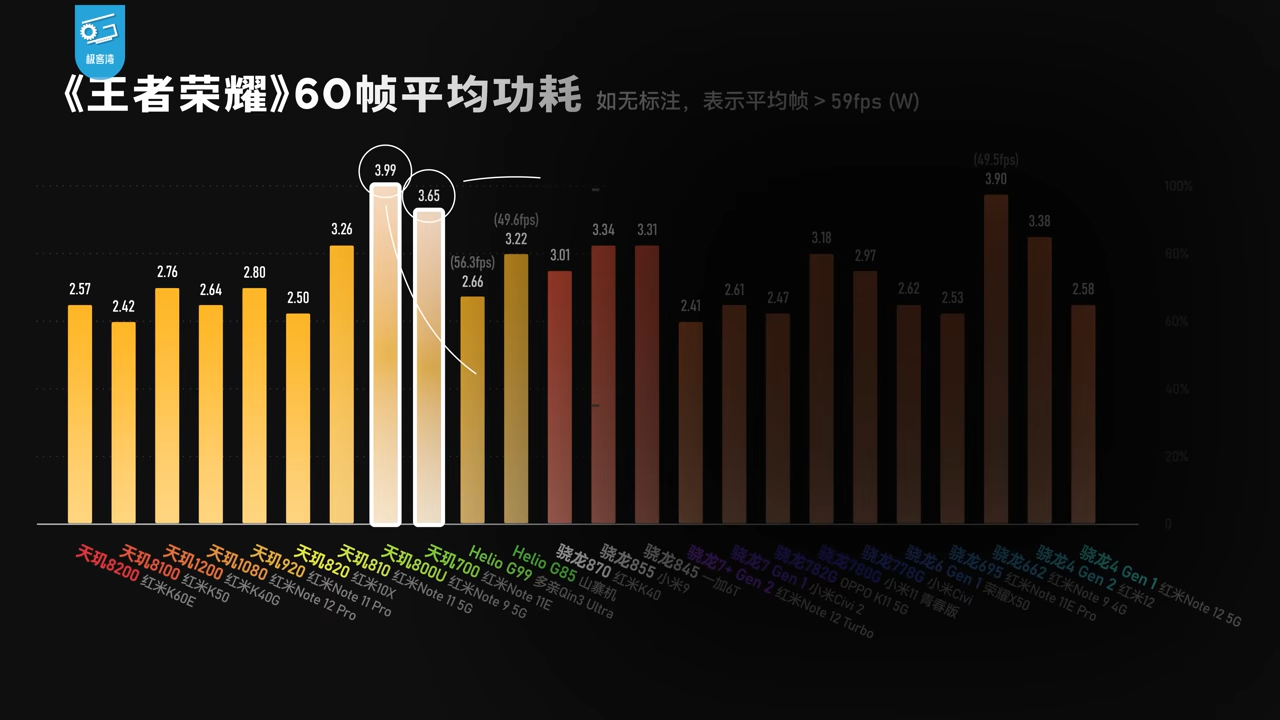 极客湾
《王者荣耀》60帧平均功耗 如无标注，表示平均帧 > 59fps (W)
2.57
2.42
2.76
2.64
2.80
2.50
3.26
3.99
3.65
(56.3fps)
2.66
(49.6fps)
3.22
3.01
3.34
3.31
2.41
2.61
2.47
3.18
2.97
2.62
2.53
(49.5fps)
3.90
3.38
2.58
100%
80%
60%
40%
20%
0
天玑8200 红米K60E
天玑8100 红米K50
天玑1200 红米K40G
天玑1080 红米Note 12 Pro
天玑920 红米Note 11 Pro
天玑820 红米10X
天玑810 红米Note 11 5G
天玑800U 红米Note 9 5G
天玑700 红米Note 11E
Helio G99 多亲Qin3 Ultra
Helio G85 山寨机
骁龙870 红米K40
骁龙855 小米9
骁龙845 一加6T
骁龙7+ Gen 2 红米Note 12 Turbo
骁龙7 Gen 1 小米Civi 2
骁龙782G OPPO K11 5G
骁龙780G 小米11 青春版
骁龙778G 小米Civi
骁龙6 Gen 1 荣耀X50
骁龙695 红米Note 11E Pro
骁龙662 红米Note 9 4G
骁龙4 Gen 2 红米12
骁龙4 Gen 1 红米Note 12 5G